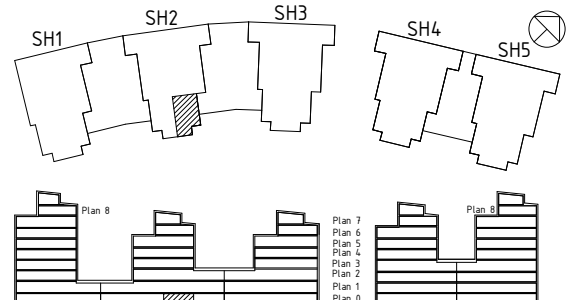 SH1
SH2
SH3
SH4
SH5
Plan 8
Plan 8
Plan 7
Plan 6
Plan 5
Plan 4
Plan 3
Plan 2
Plan 1
Plan 0